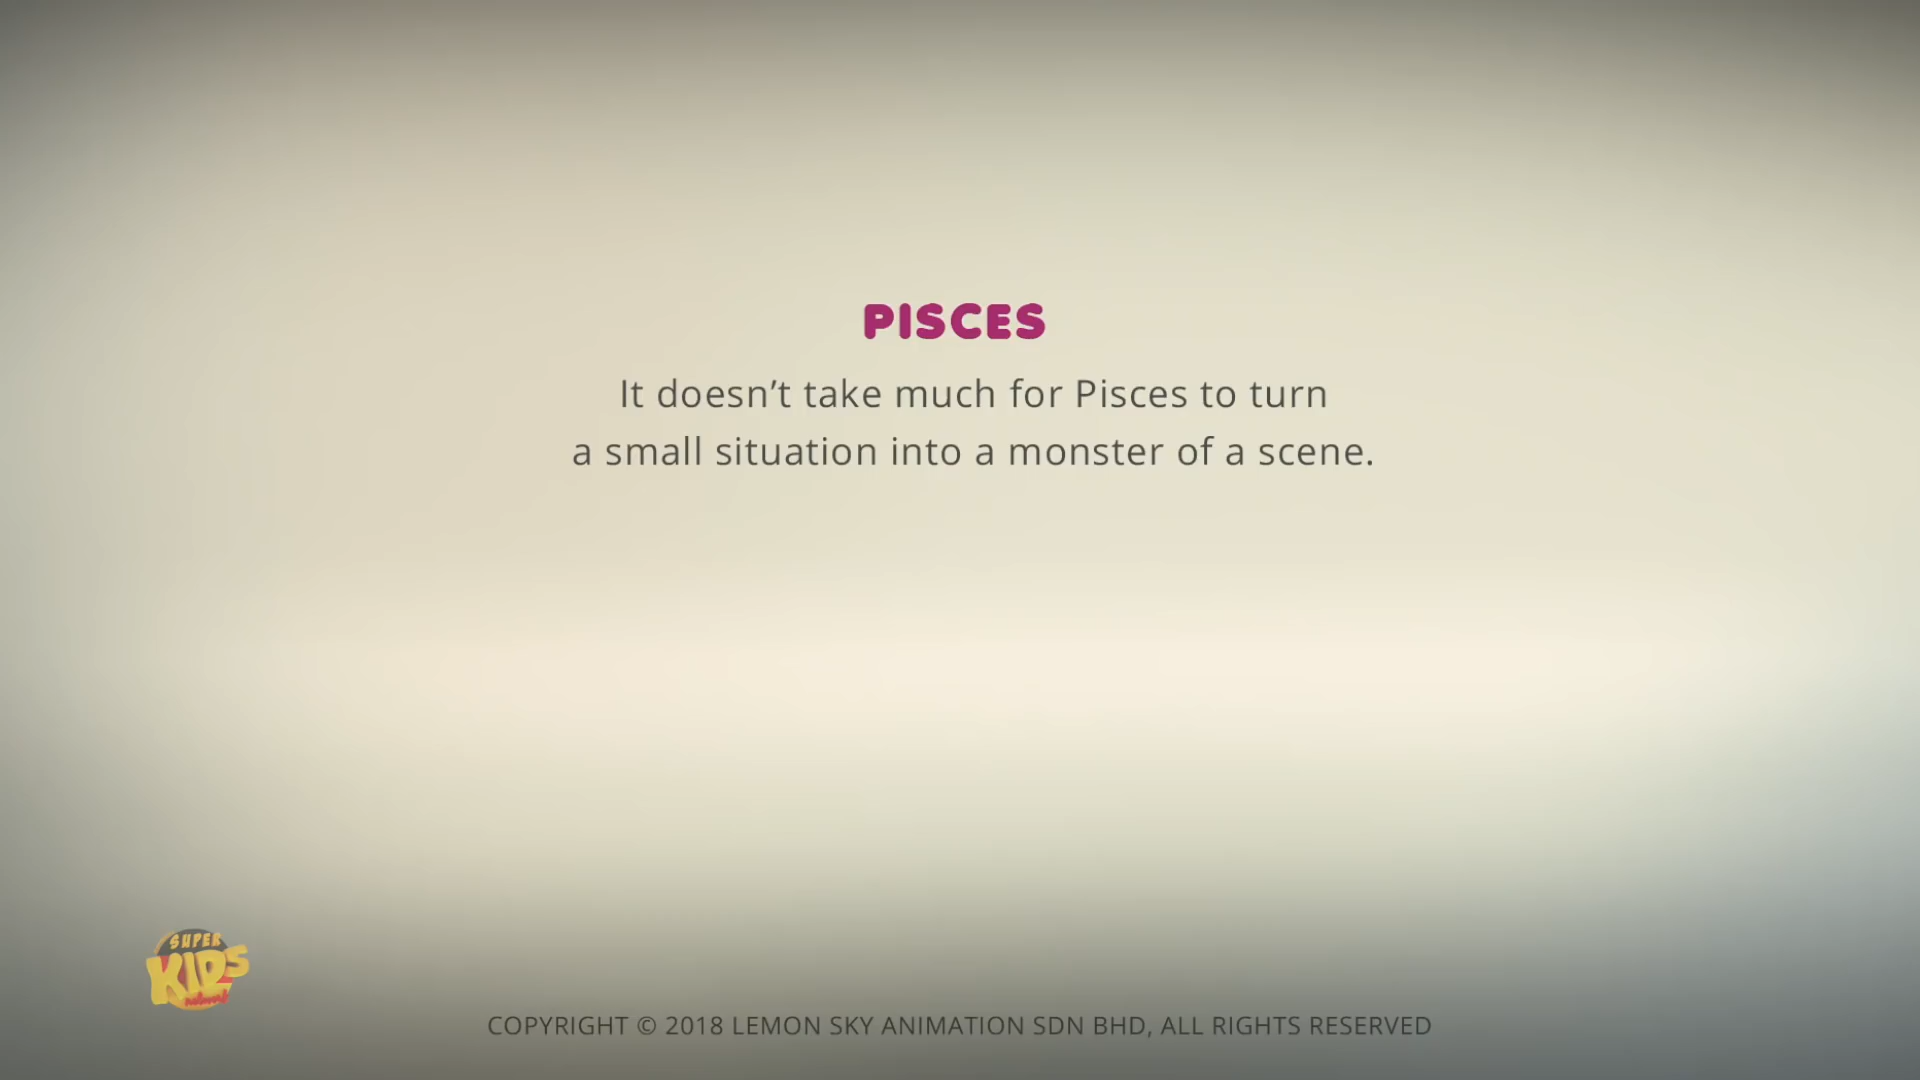 PISCES
It doesn’t take much for Pisces to turn
a small situation into a monster of a scene.
SUPER
KIDS
network
COPYRIGHT © 2018 LEMON SKY ANIMATION SDN BHD, ALL RIGHTS RESERVED